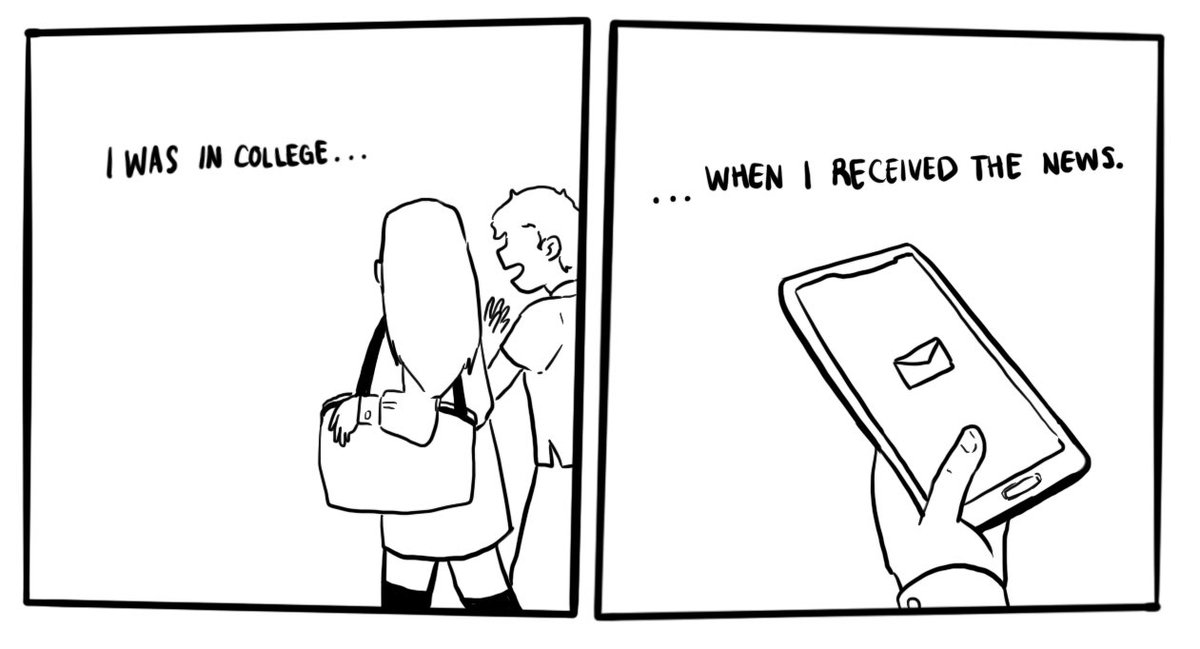 I WAS IN COLLEGE...
... WHEN I RECEIVED THE NEWS.